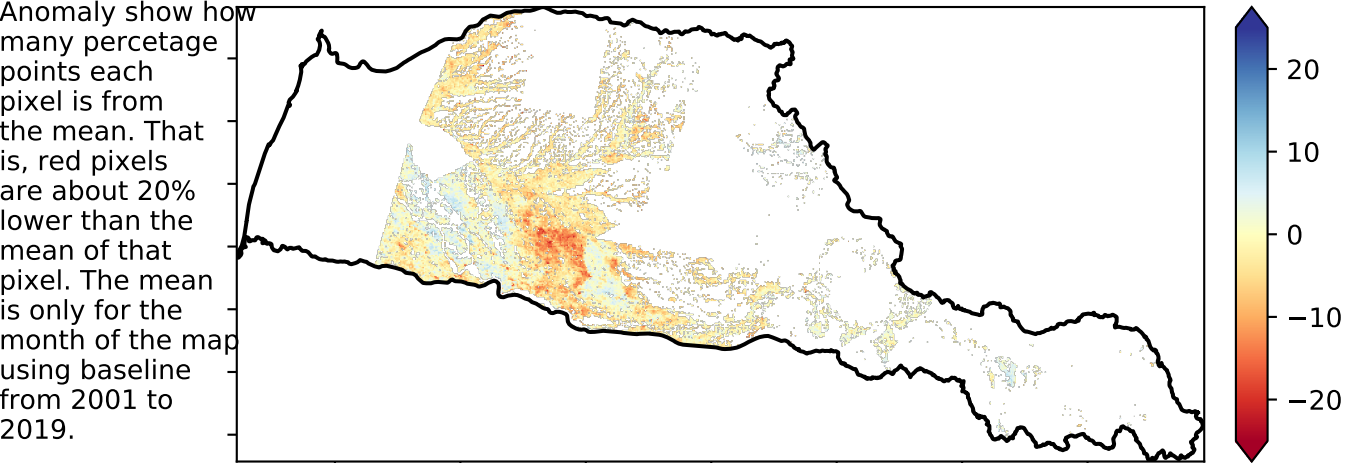 Anomaly show how
many percetage
points each
pixel is from
the mean. That
is, red pixels
are about 20%
lower than the
mean of that
pixel. The mean
is only for the
month of the map
using baseline
from 2001 to
2019.
20
10
0
−10
−20